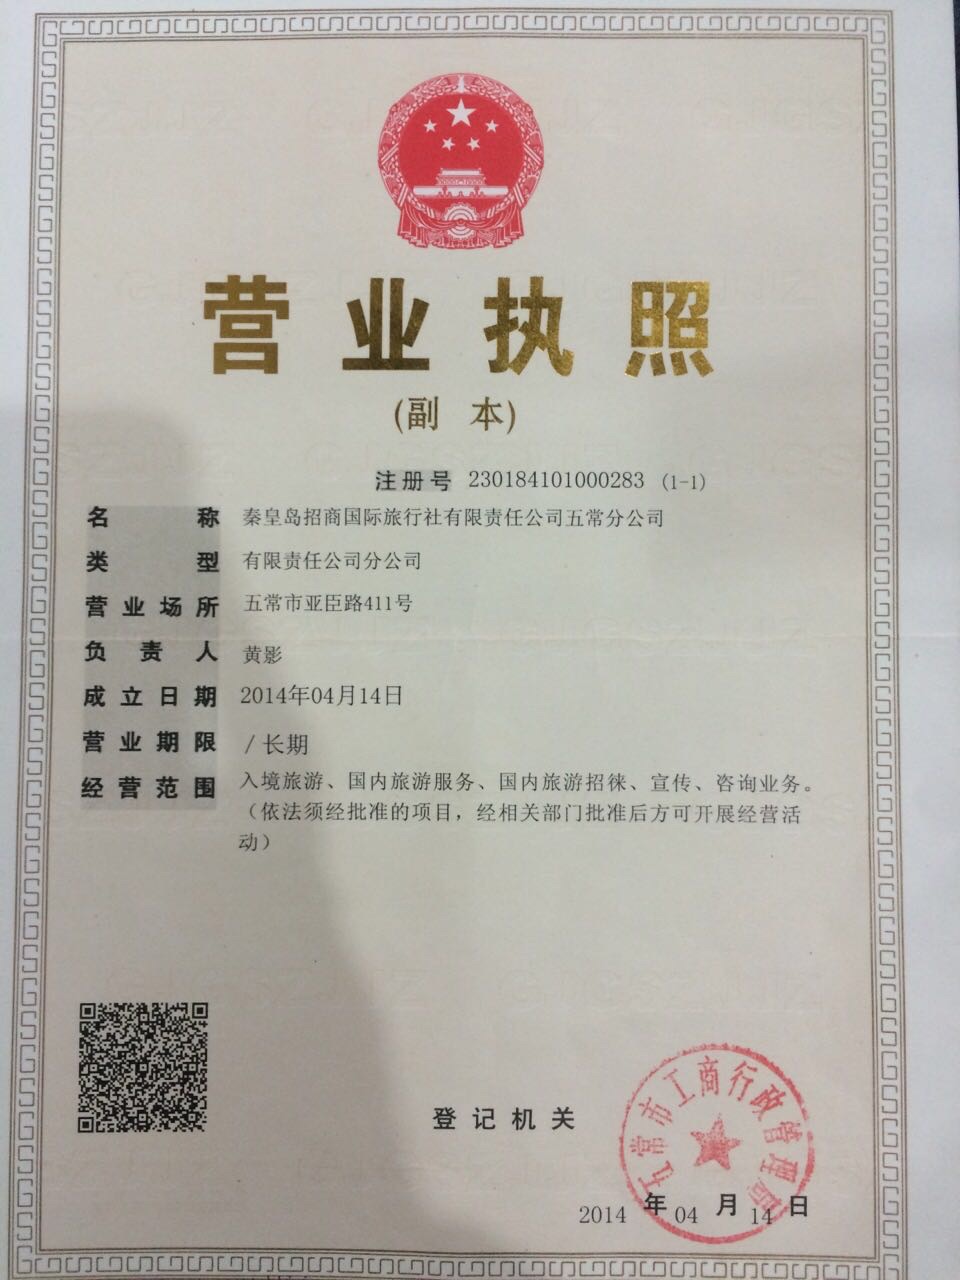 营业执照
(副 本)
注册号 230184101000283 (1-1)
名称 秦皇岛招商国际旅行社有限责任公司五常分公司
类型 有限责任公司分公司
营业场所 五常市亚臣路411号
负责人 黄影
成立日期 2014年04月14日
营业期限 / 长期
经营范围 入境旅游、国内旅游服务、国内旅游招徕、宣传、咨询业务。
（依法须经批准的项目，经相关部门批准后方可开展经营活
动）
登记机关
五常市工商行政管理局
2014 年 04 月 14 日